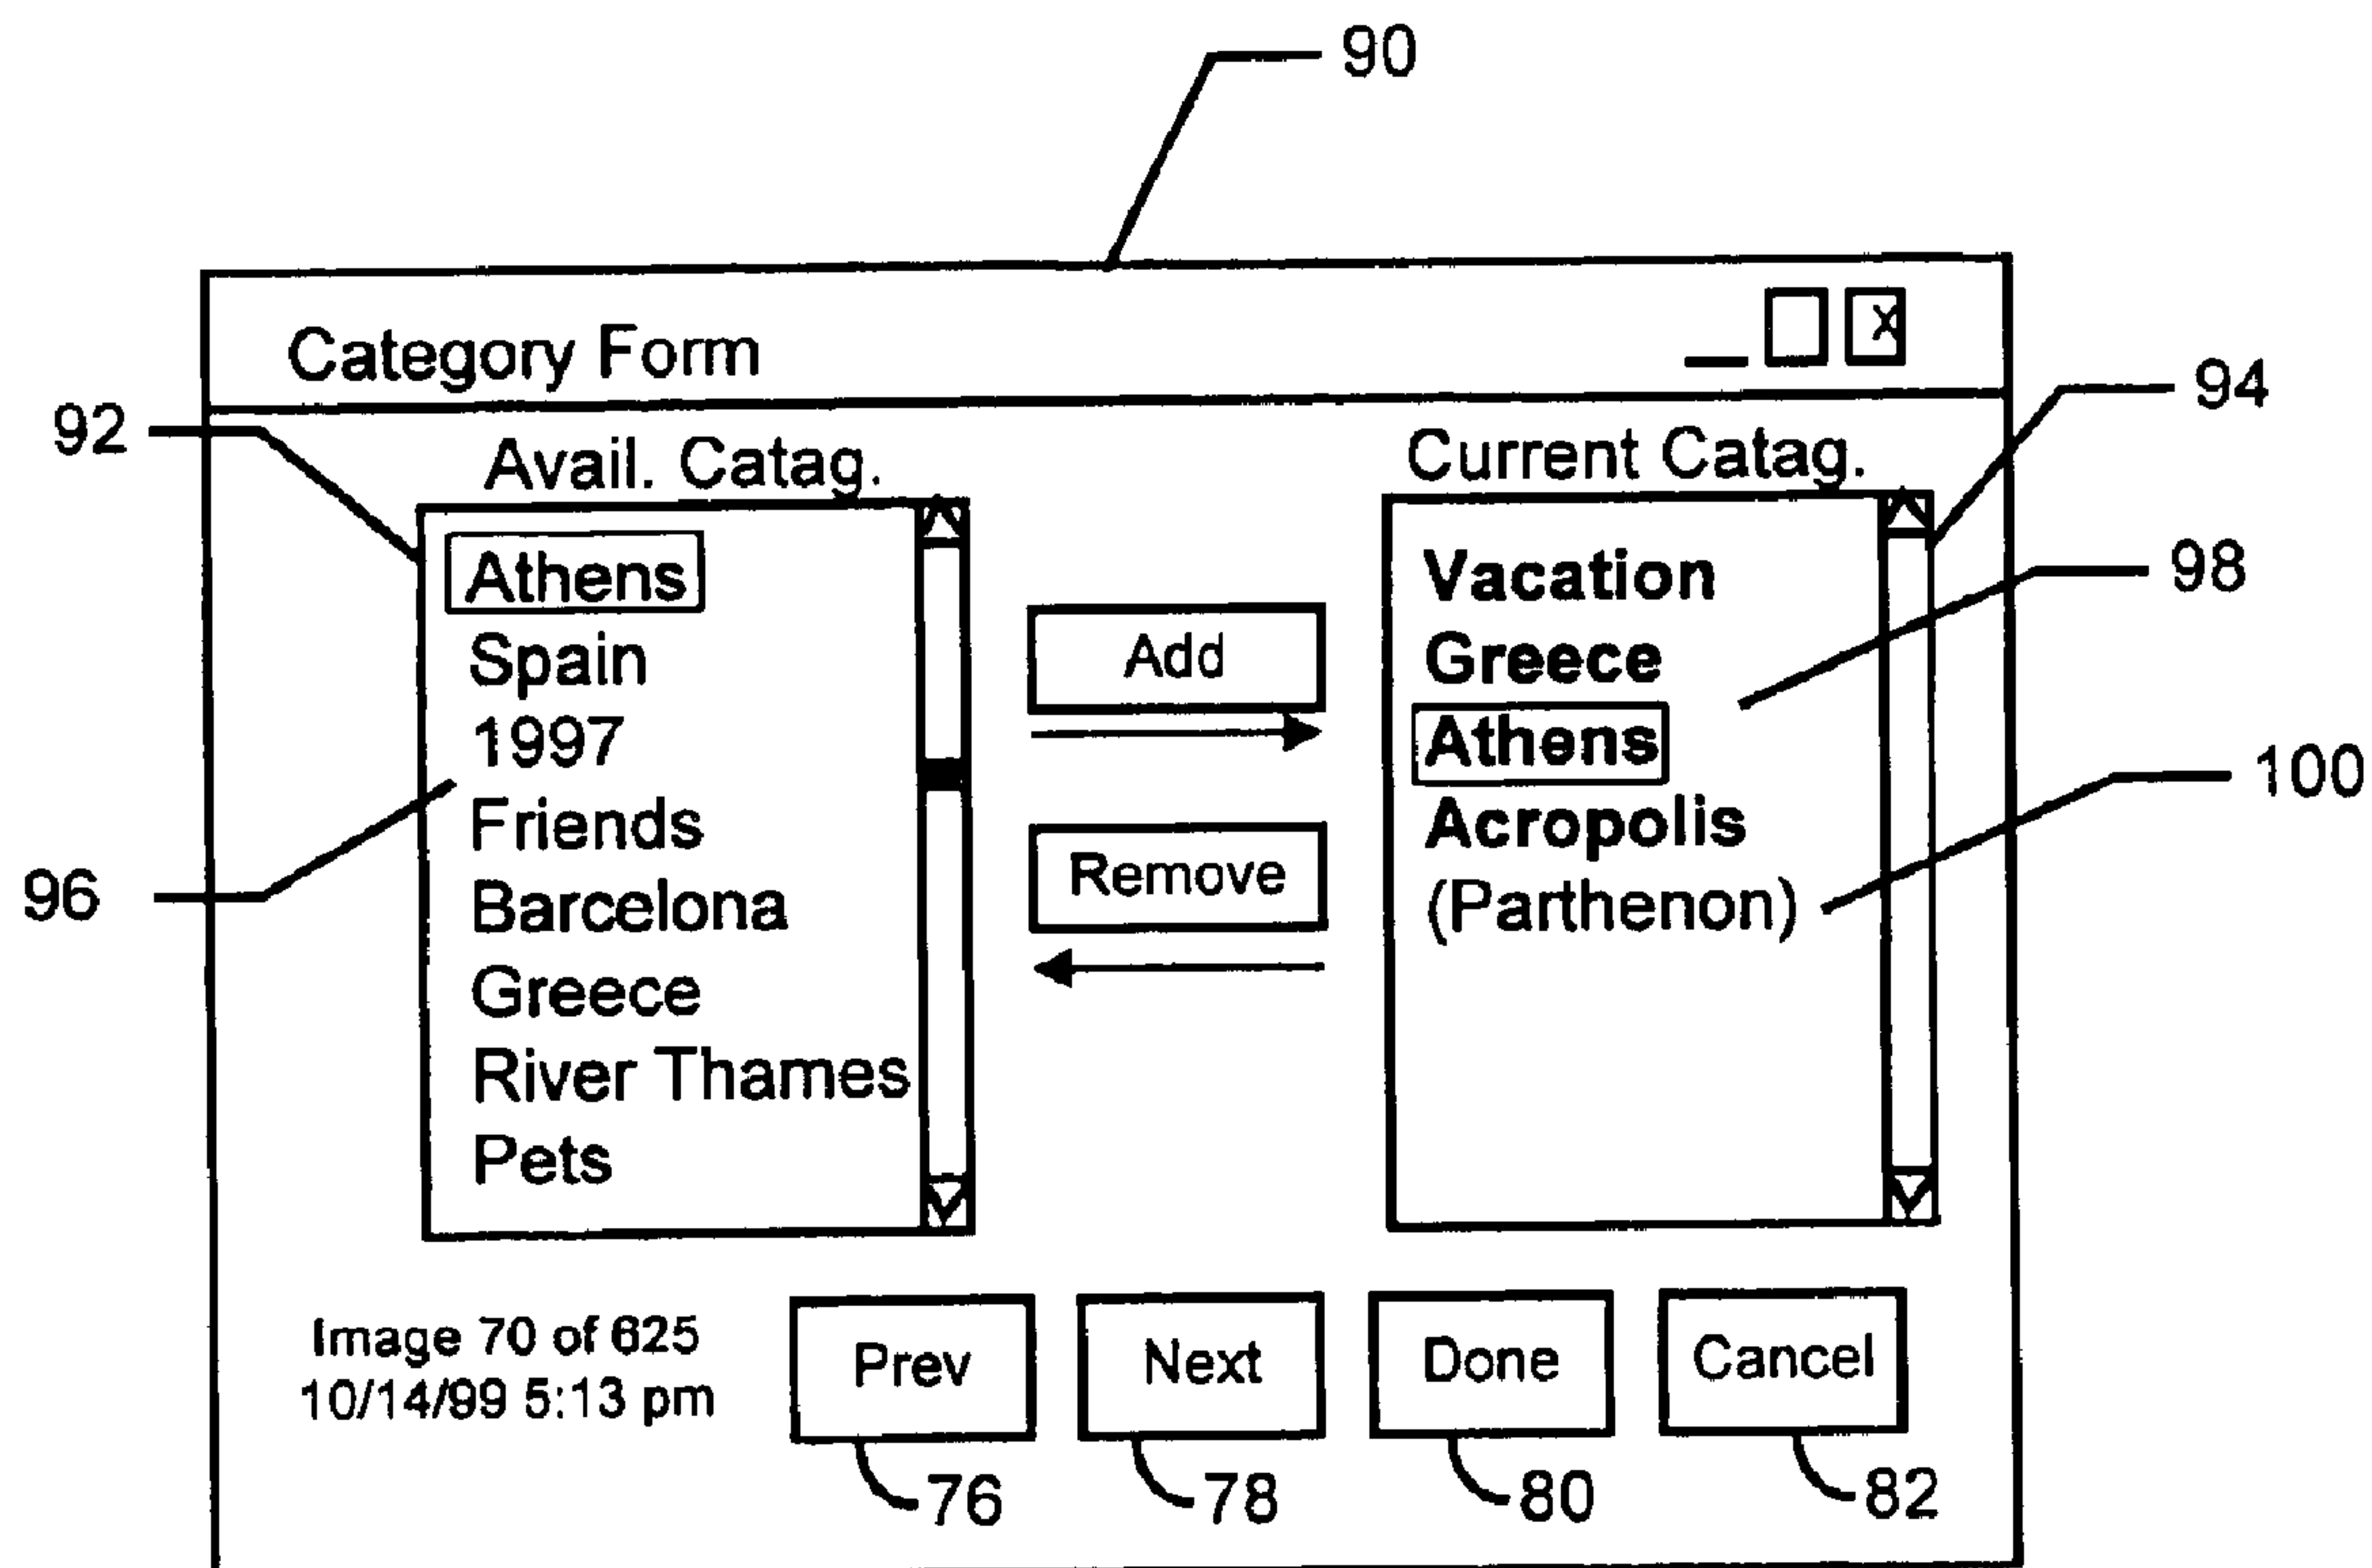 90
Category Form
X
92
94
Avail. Catag.
Current Catag.
Athens
Spain
1997
Friends
Barcelona
Greece
River Thames
Pets
96
Add
Remove
Vacation
Greece
Athens
Acropolis
(Parthenon)
98
100
Image 70 of 625
10/14/99 5:13 pm
Prev
Next
Done
Cancel
76
78
80
82